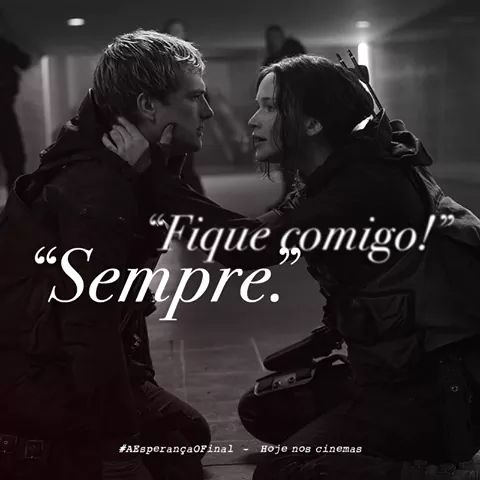 “Fique comigo!”
“Sempre.”
#AEsperançaOFinal - Hoje nos cinemas